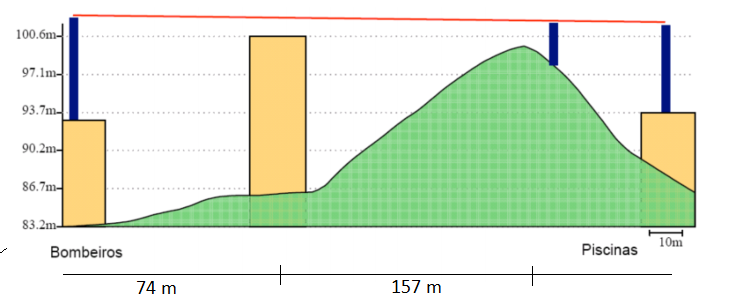 100.6m
97.1m
93.7m
90.2m
86.7m
83.2m
Bombeiros
Piscinas
10m
74 m
157 m